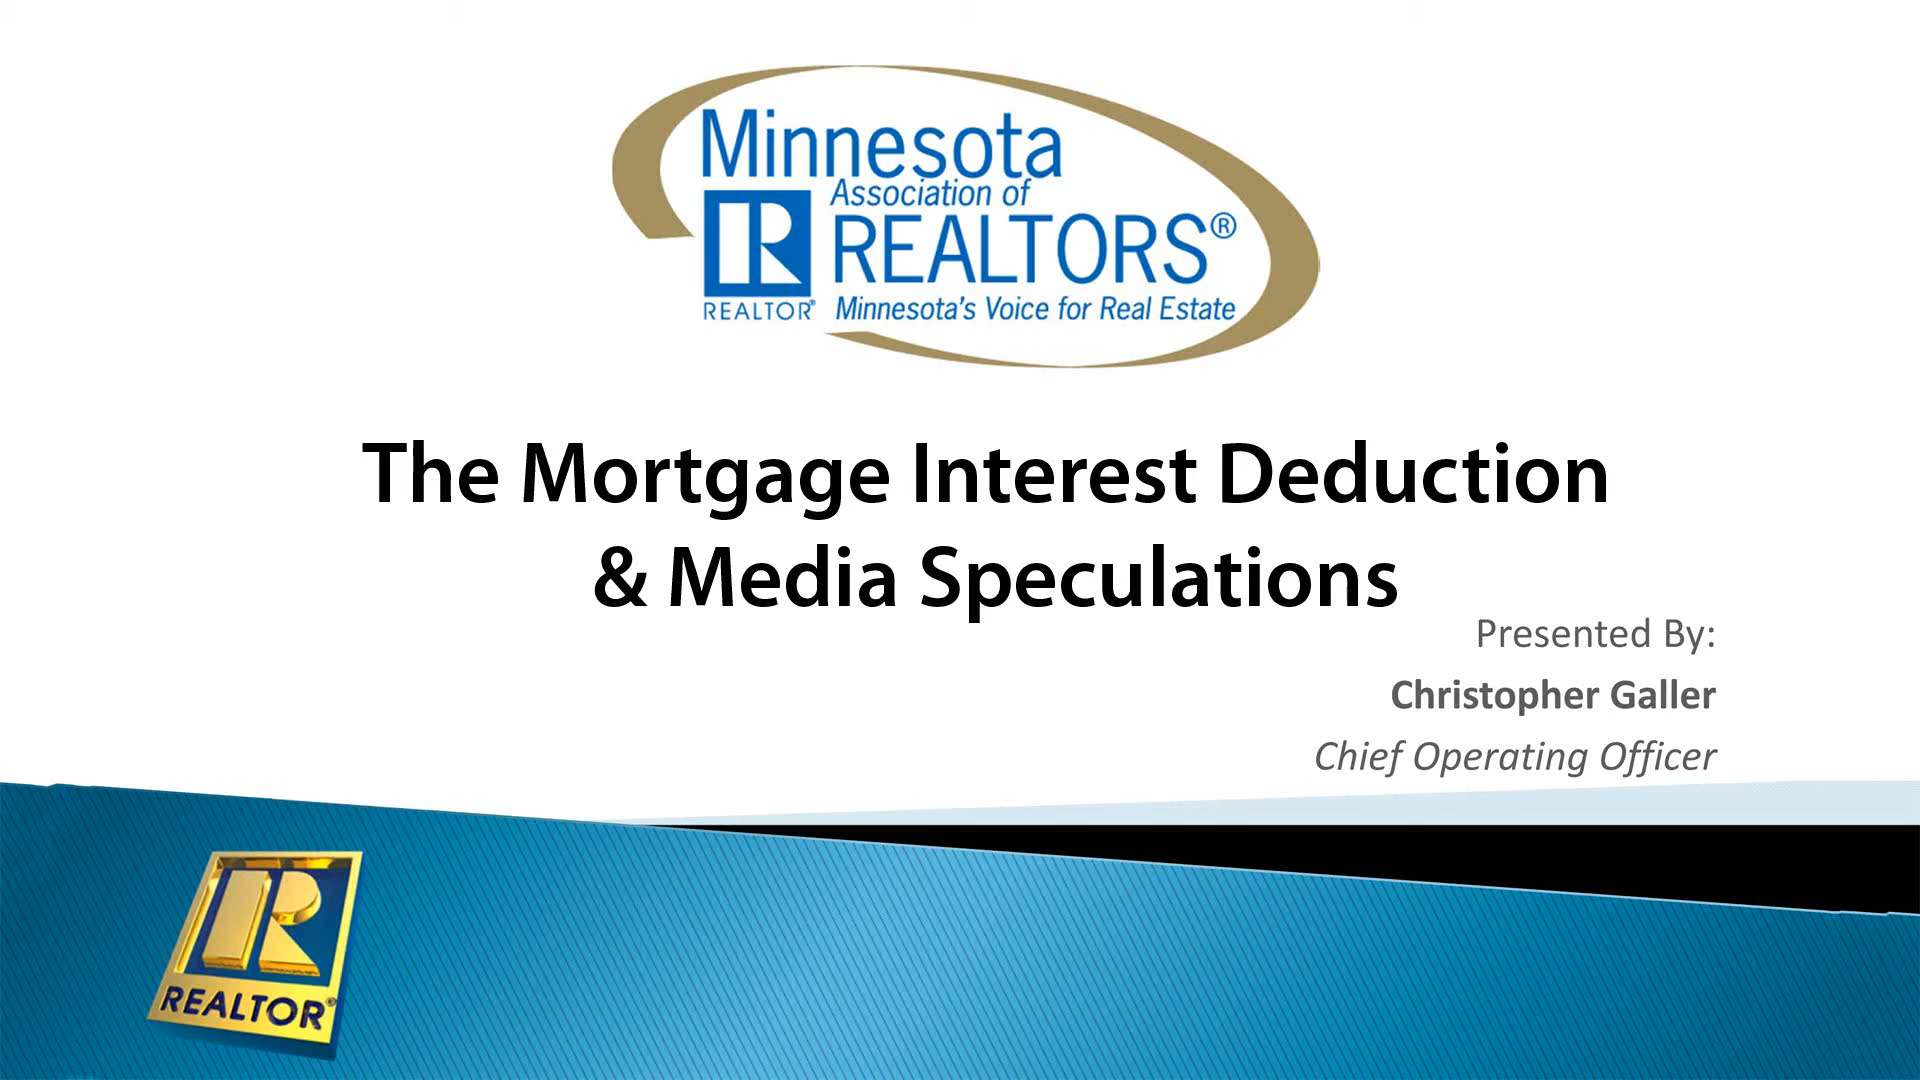 Minnesota
Association of
REALTORS®
REALTOR®
Minnesota's Voice for Real Estate
The Mortgage Interest Deduction
& Media Speculations
Presented By:
Christopher Galler
Chief Operating Officer
REALTOR®